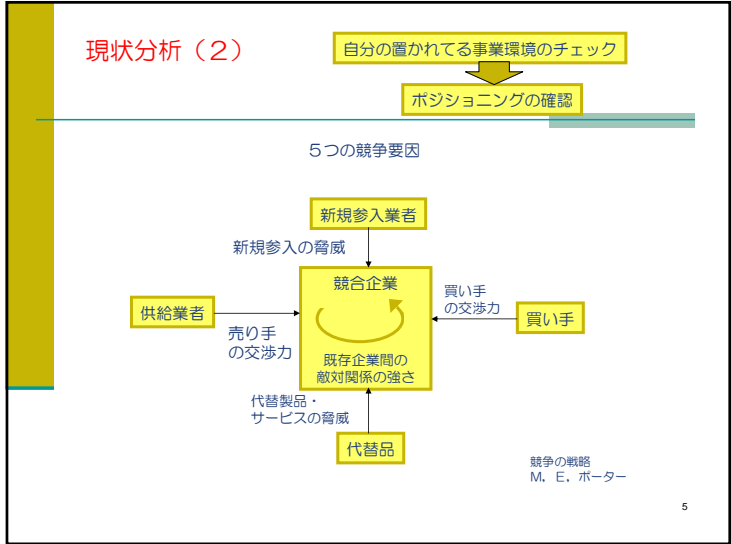 現状分析（２）
自分の置かれてる事業環境のチェック
ポジショニングの確認
５つの競争要因
新規参入業者
新規参入の脅威
競合企業
供給業者
売り手
の交渉力
買い手
の交渉力
買い手
既存企業間の
敵対関係の強さ
代替製品・
サービスの脅威
代替品
競争の戦略
Ｍ．Ｅ．ポーター
5